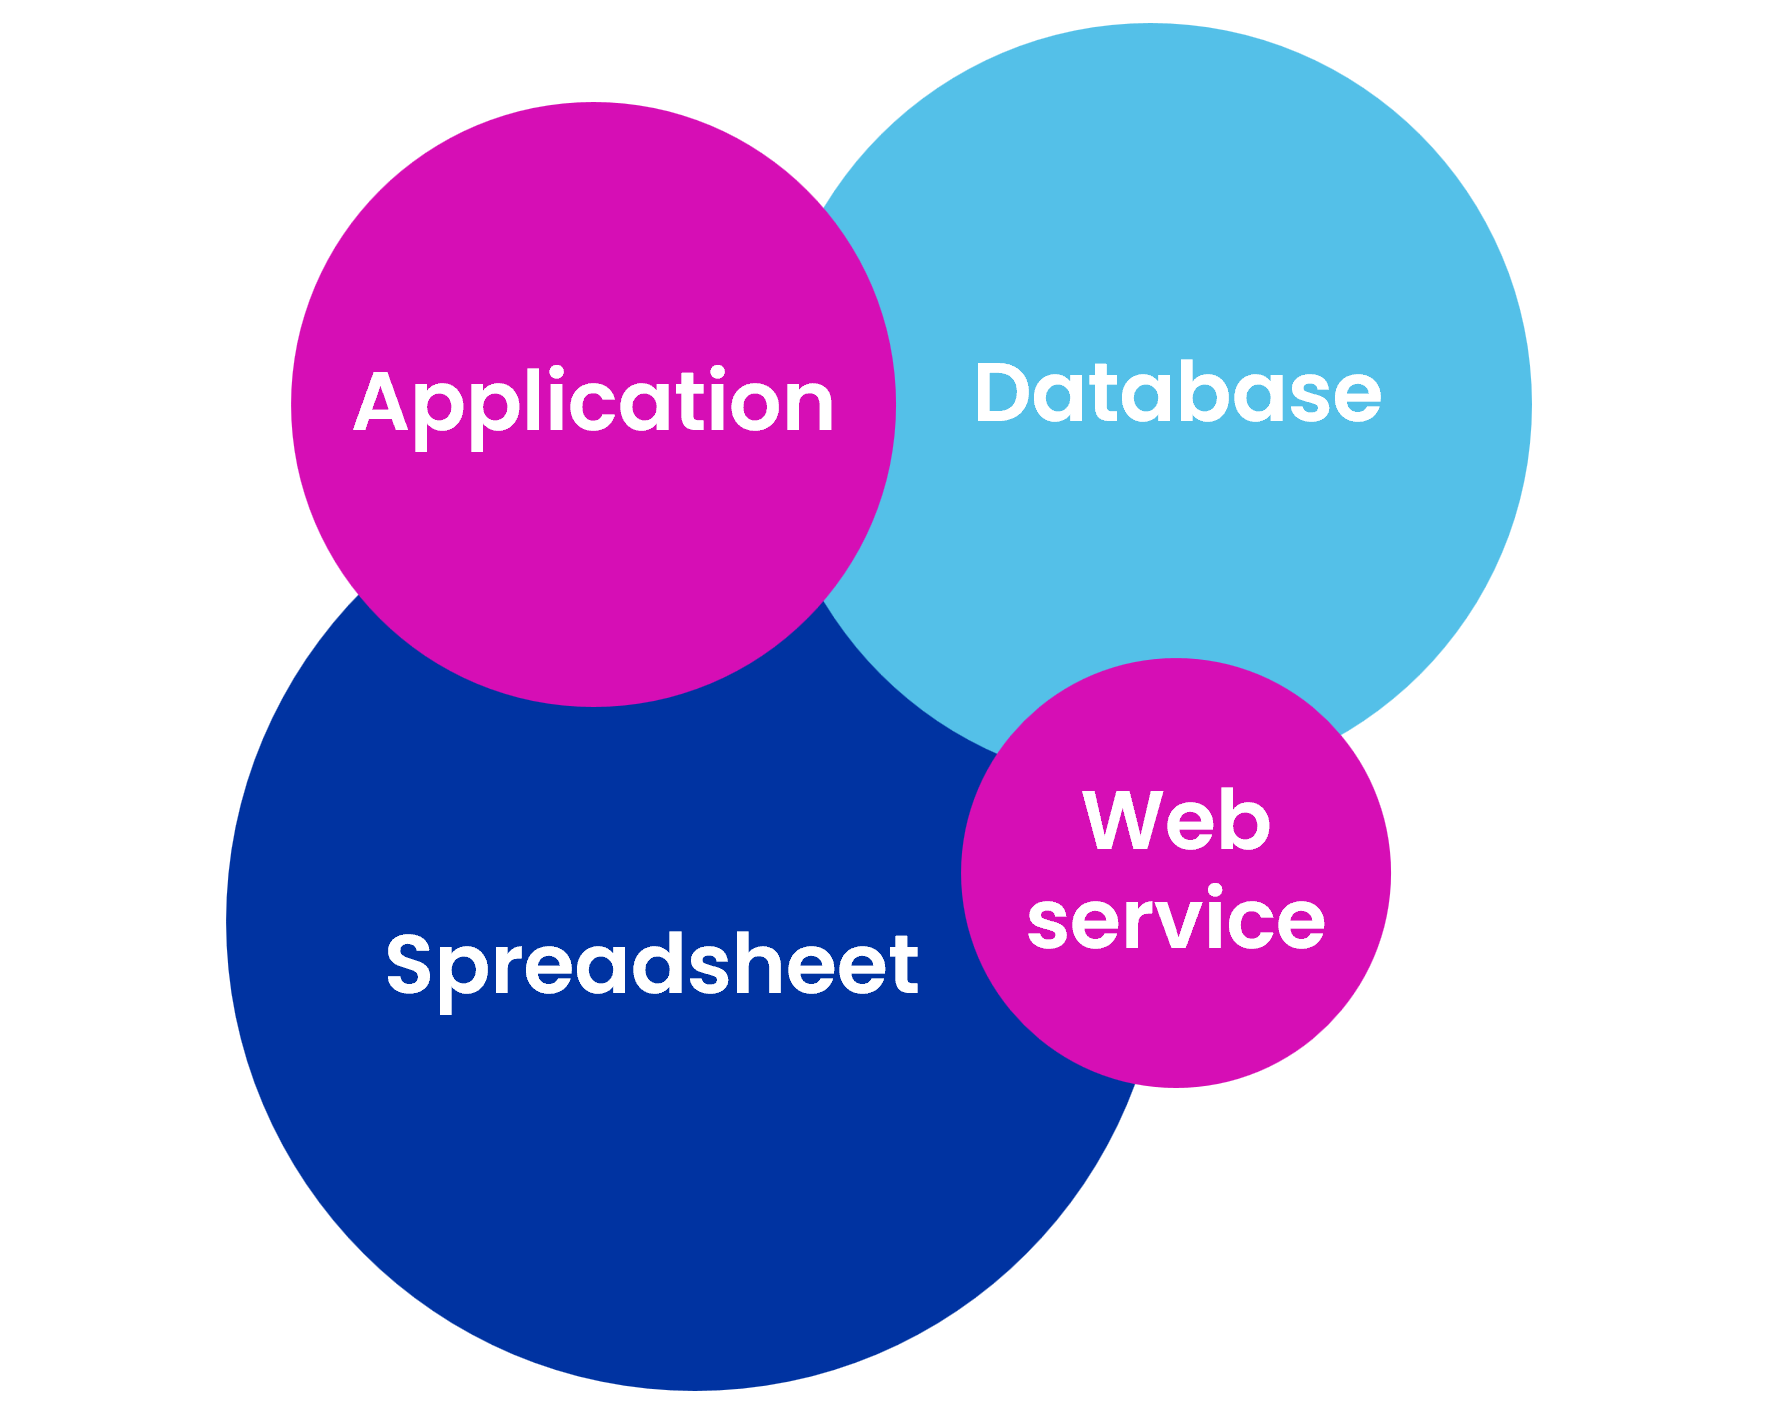 Application
Database
Web
service
Spreadsheet